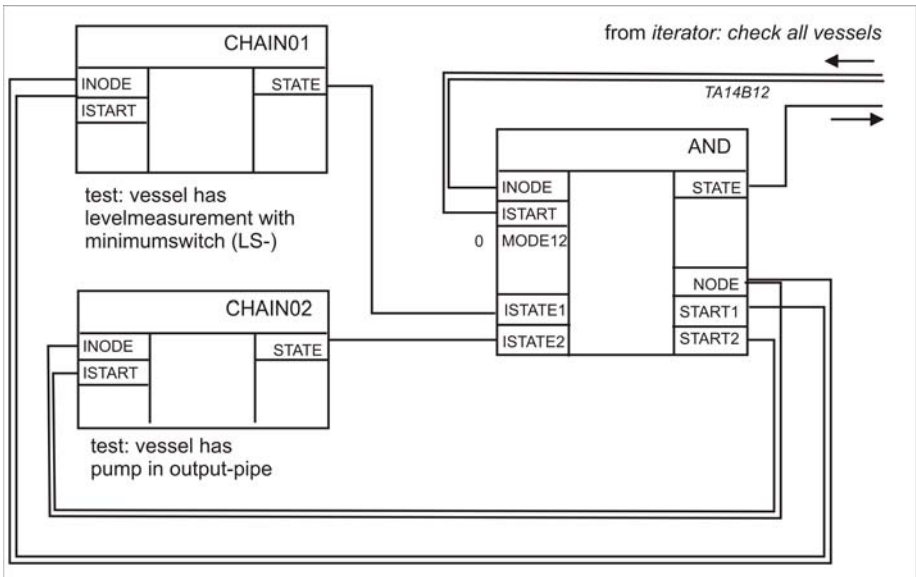 from iterator: check all vessels
TA14B12
CHAIN01
INODE
STATE
ISTART
test: vessel has
levelmeasurement with
minimumswitch (LS-)
AND
INODE
STATE
ISTART
0 MODE12
NODE
ISTATE1
START1
ISTATE2
START2
CHAIN02
INODE
STATE
ISTART
test: vessel has
pump in output-pipe